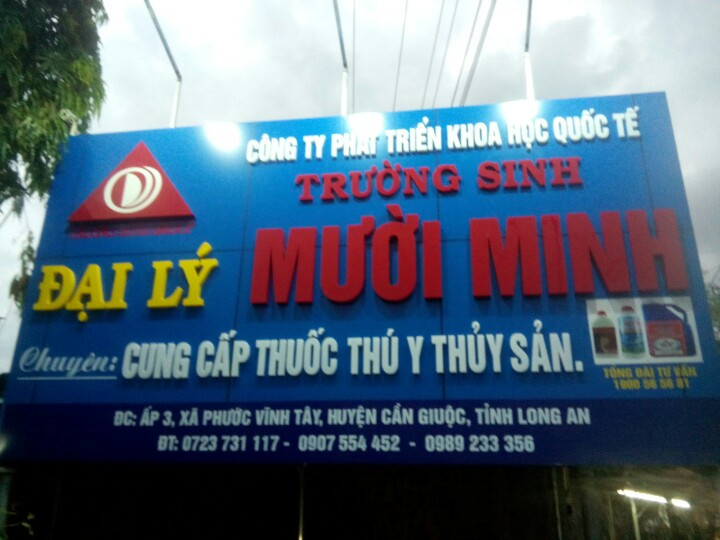 CÔNG TY PHÁT TRIỂN KHOA HỌC QUỐC TẾ
TRƯỜNG SINH
ĐẠI LÝ MƯỜI MINH
Chuyên: CUNG CẤP THUỐC THÚ Y THỦY SẢN.
TỔNG ĐÀI TƯ VẤN
1900 56 56 81
ĐC: ẤP 3, XÃ PHƯỚC VĨNH TÂY, HUYỆN CẦN GIUỘC, TỈNH LONG AN
ĐT: 0723 731 117 - 0907 554 452 - 0989 233 356